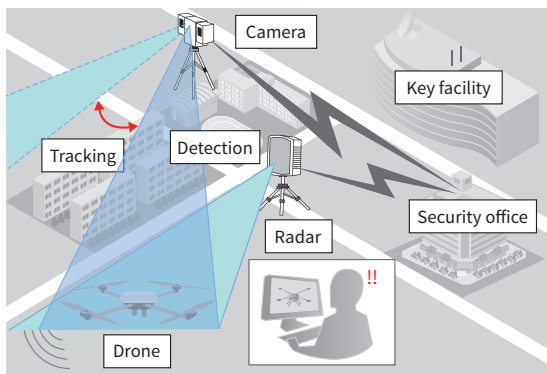 Camera
Key facility
Tracking
Detection
Security office
Radar
!!
Drone